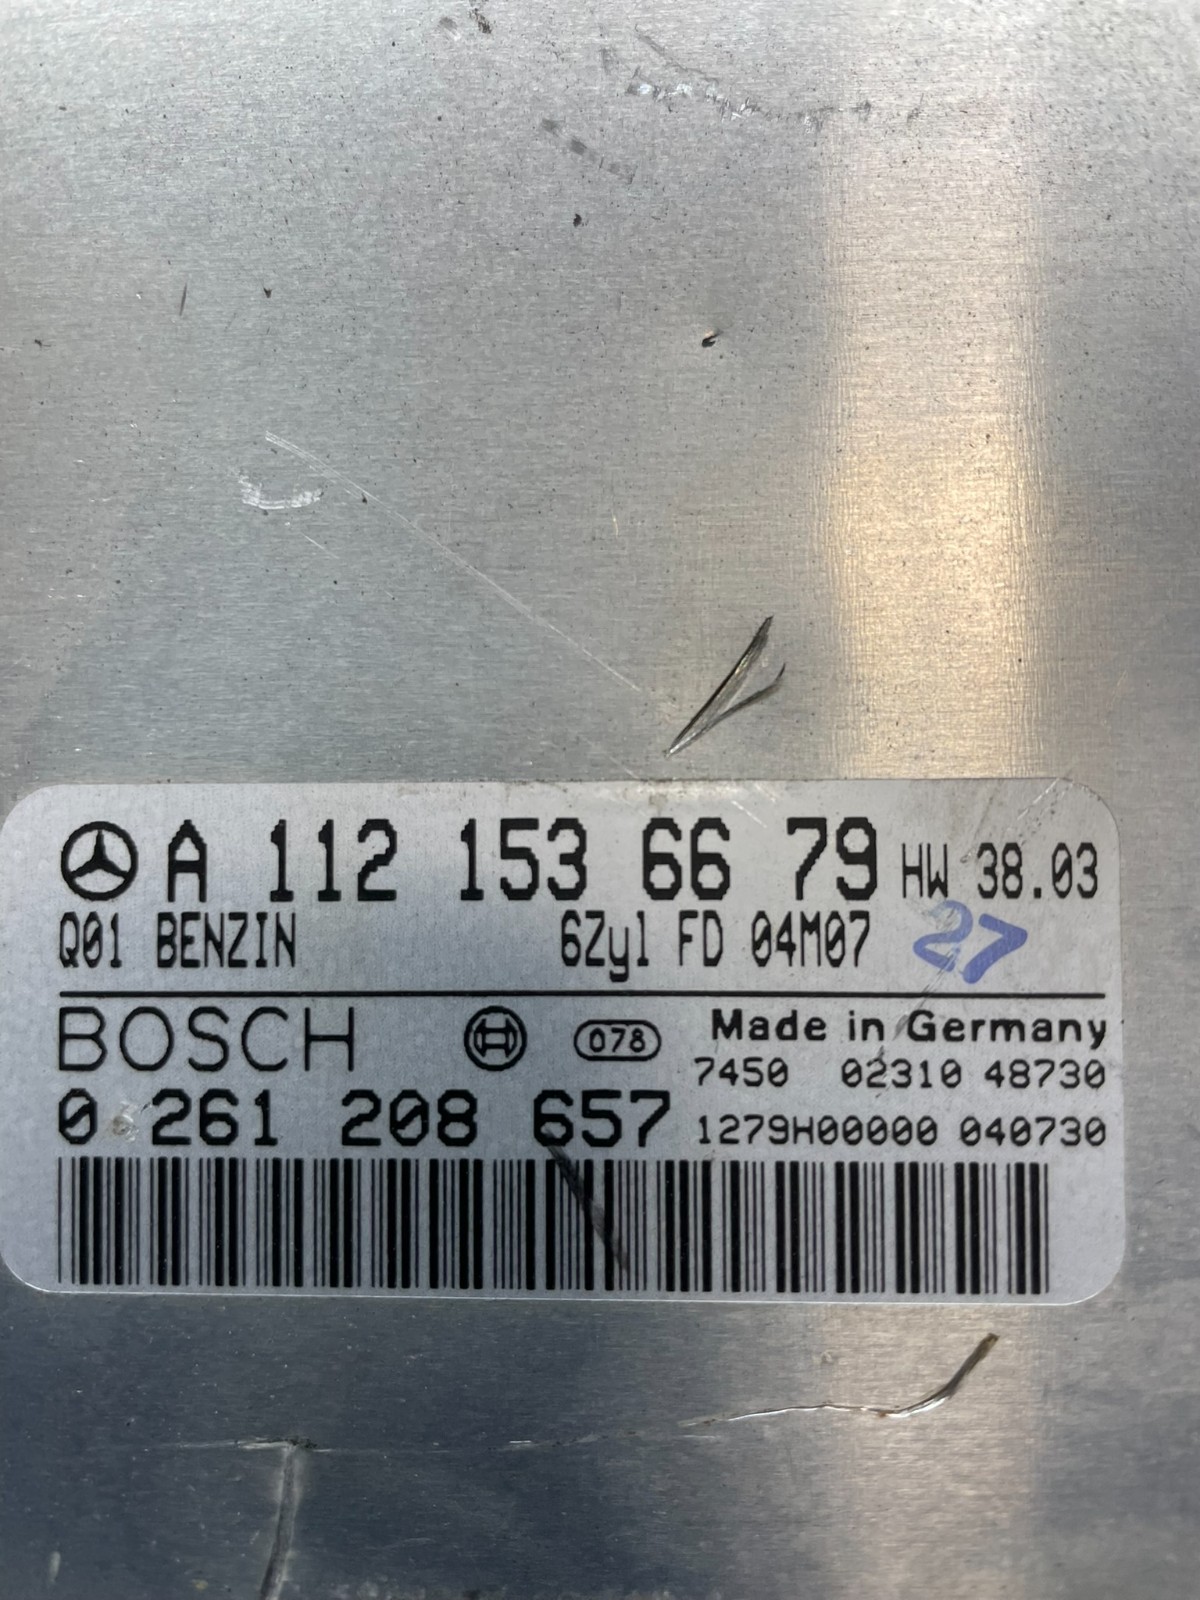 A 112 153 66 79 HW 38.03
Q01 BENZIN 6Zyl FD 04M07 27
BOSCH 078 Made in Germany
7450 02310 48730
0 261 208 657 1279H00000 040730